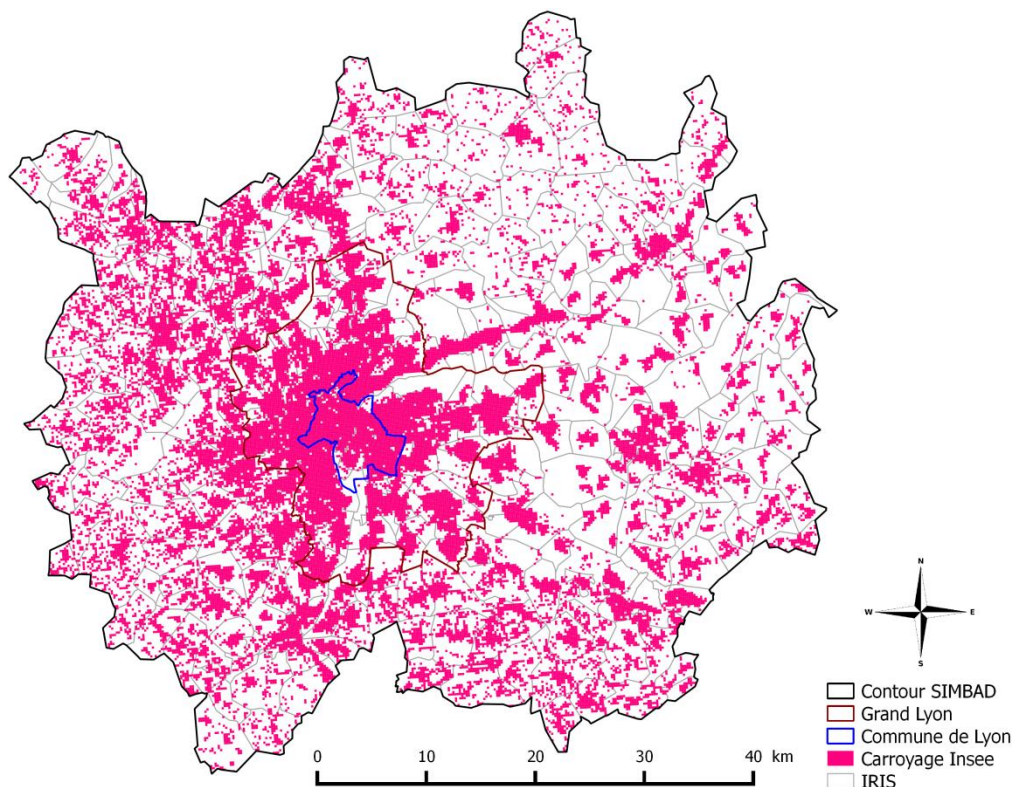 N
W E
S
Contour SIMBAD
Grand Lyon
Commune de Lyon
Carroyage Insee
IRIS
0 10 20 30 40 km